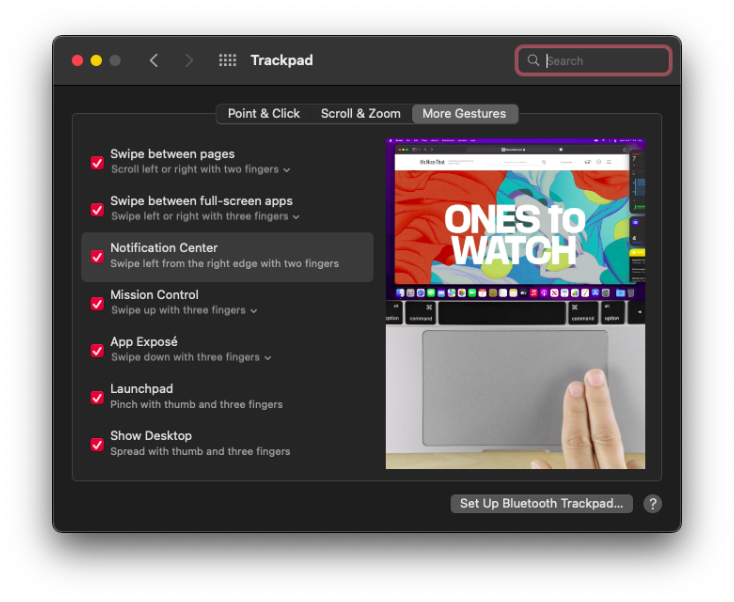 Trackpad
Search
Point & Click
Scroll & Zoom
More Gestures
Swipe between pages
Scroll left or right with two fingers
Swipe between full-screen apps
Swipe left or right with three fingers
Notification Center
Swipe left from the right edge with two fingers
Mission Control
Swipe up with three fingers
App Exposé
Swipe down with three fingers
Launchpad
Pinch with thumb and three fingers
Show Desktop
Spread with thumb and three fingers
It's Nice That
ONES to
WATCH
option
command
command
option
Set Up Bluetooth Trackpad...
?